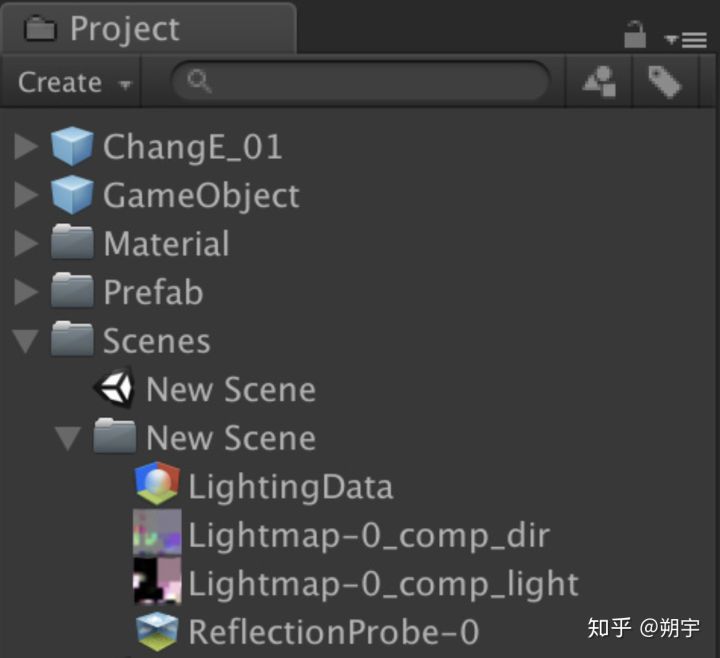 Project
Create
ChangE_01
GameObject
Material
Prefab
Scenes
New Scene
New Scene
LightingData
Lightmap-0_comp_dir
Lightmap-0_comp_light
ReflectionProbe-0
知乎 @朔宇